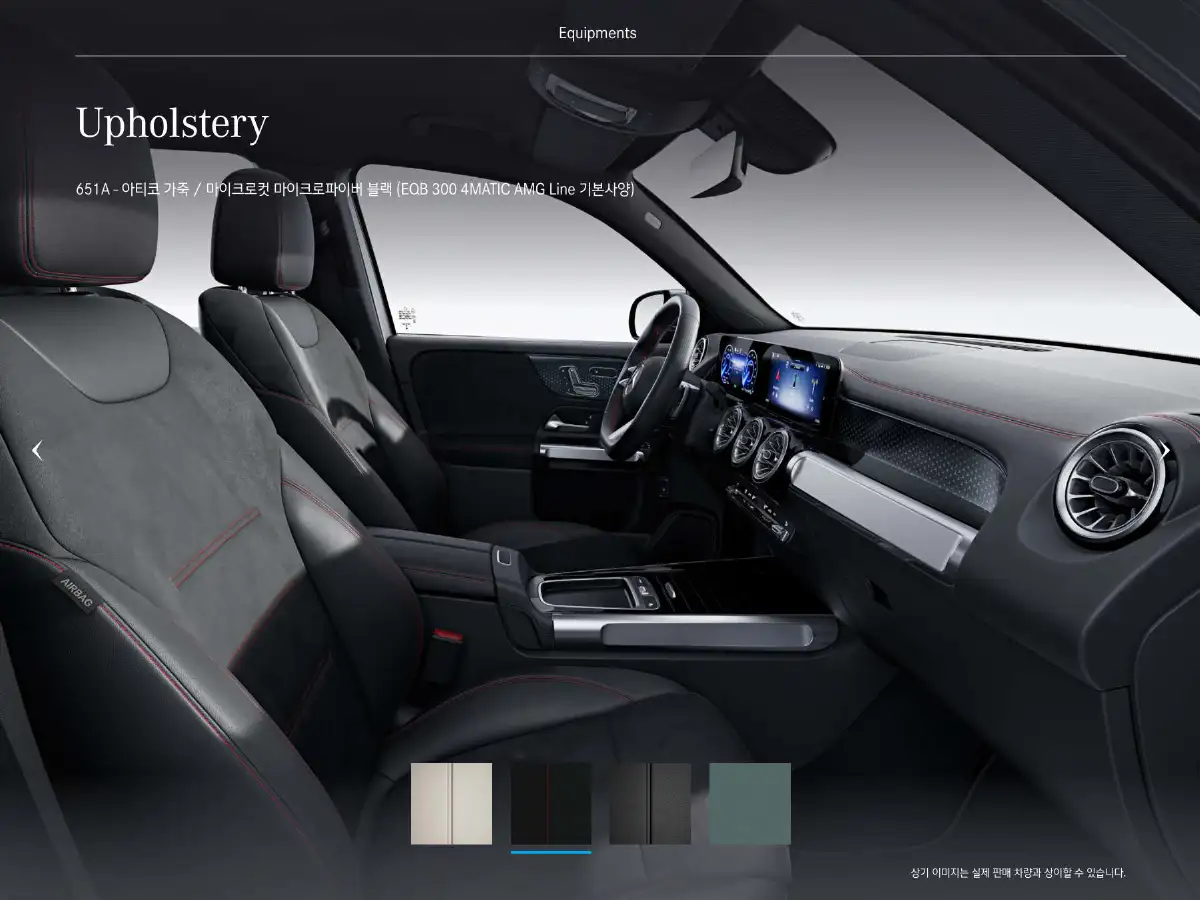 Equipments
Upholstery
651A - 아티코 가죽 / 마이크로컷 마이크로파이버 블랙 (EQB 300 4MATIC AMG Line 기본사양)
AIRBAG
상기 이미지는 실제 판매 차량과 상이할 수 있습니다.